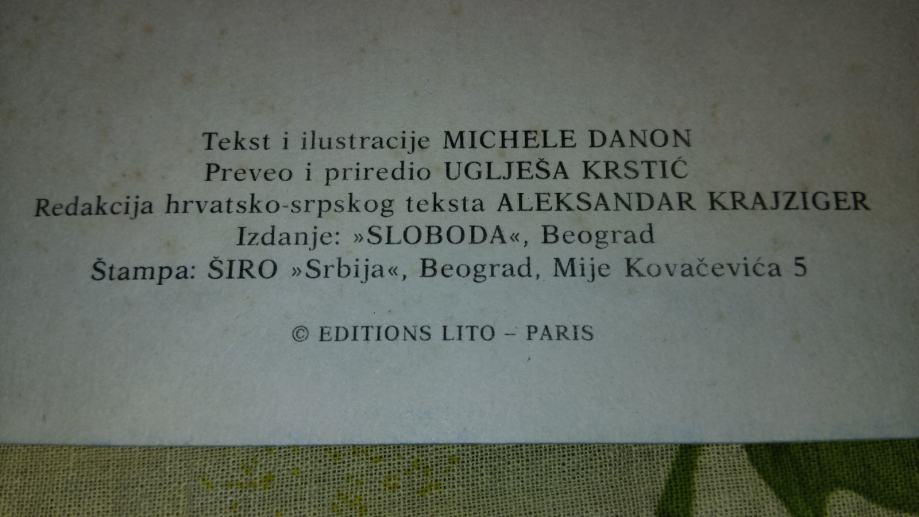 Tekst i ilustracije MICHELE DANON
Preveo i priredio UGLJEŠA KRSTIĆ
Redakcija hrvatsko-srpskog teksta ALEKSANDAR KRAJZIGER
Izdanje: »SLOBODA«, Beograd
Štampa: ŠIRO »Srbija«, Beograd, Mije Kovačevića 5
© EDITIONS LITO – PARIS